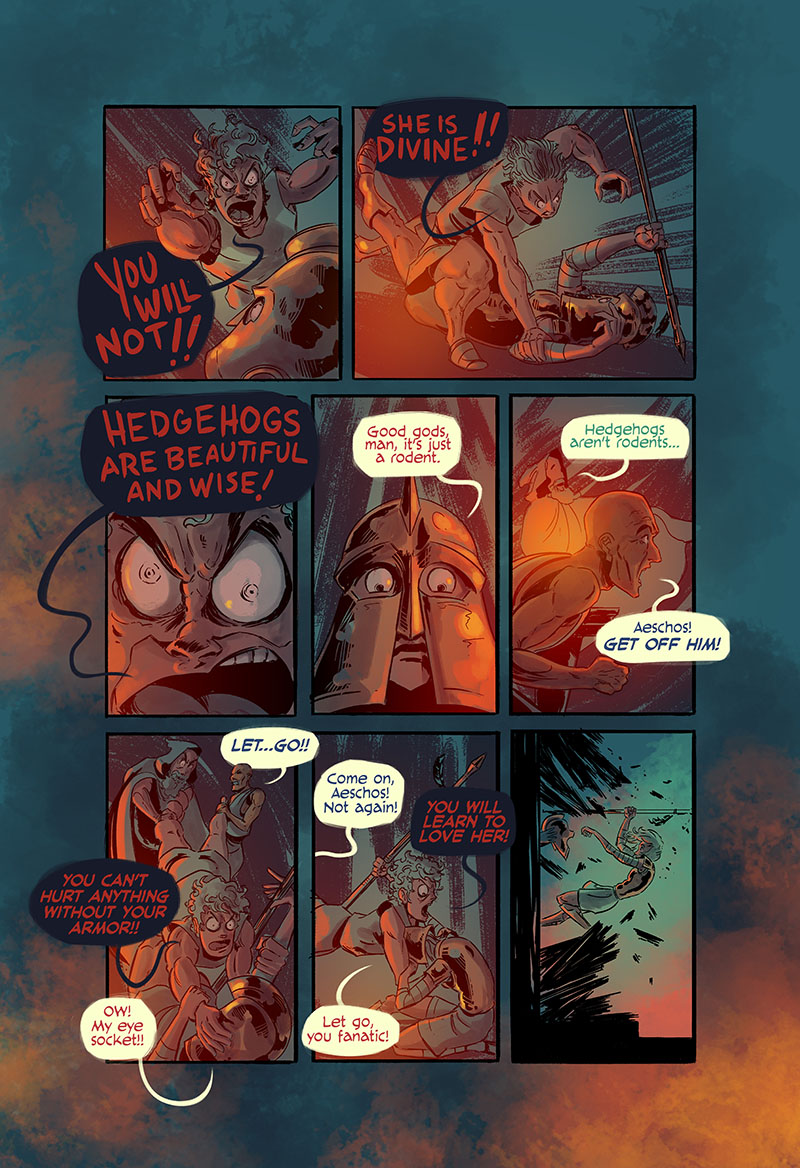 YOU
WILL
NOT!!
SHE IS
DIVINE!!
HEDGEHOGS
ARE BEAUTIFUL
AND WISE!
Good gods,
man, it's just
a rodent.
Hedgehogs
aren't rodents...
Aeschos!
GET OFF HIM!
LET...GO!!
YOU CAN'T
HURT ANYTHING
WITHOUT YOUR
ARMOR!!
OW!
My eye
socket!!
Come on,
Aeschos!
Not again!
YOU WILL
LEARN TO
LOVE HER!
Let go,
you fanatic!